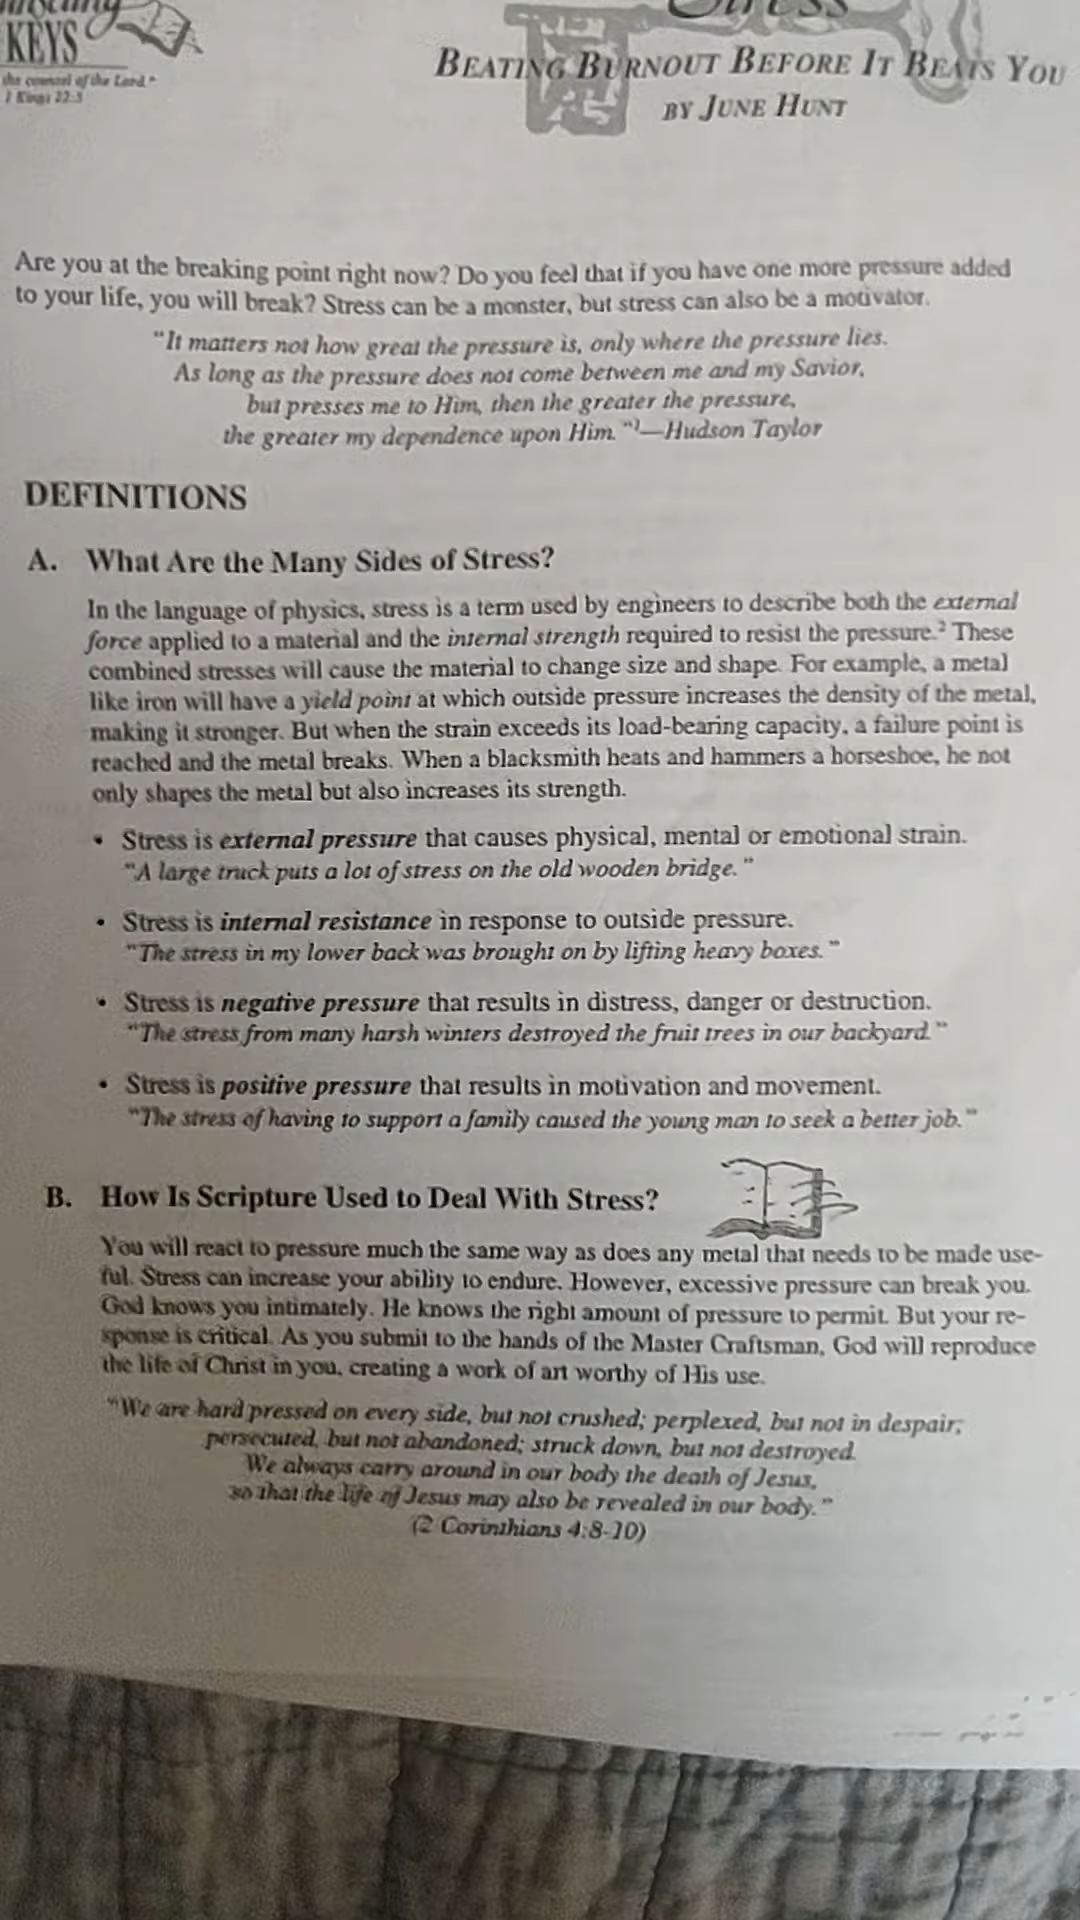 KEYS
the counsel of the Lord."
1 Kings 22:5
Stress
BEATING BURNOUT BEFORE IT BEATS YOU
BY JUNE HUNT
Are you at the breaking point right now? Do you feel that if you have one more pressure added
to your life, you will break? Stress can be a monster, but stress can also be a motivator.
"It matters not how great the pressure is, only where the pressure lies.
As long as the pressure does not come between me and my Savior,
but presses me to Him, then the greater the pressure,
the greater my dependence upon Him."1—Hudson Taylor
DEFINITIONS
A. What Are the Many Sides of Stress?
In the language of physics, stress is a term used by engineers to describe both the external
force applied to a material and the internal strength required to resist the pressure.2 These
combined stresses will cause the material to change size and shape. For example, a metal
like iron will have a yield point at which outside pressure increases the density of the metal,
making it stronger. But when the strain exceeds its load-bearing capacity, a failure point is
reached and the metal breaks. When a blacksmith heats and hammers a horseshoe, he not
only shapes the metal but also increases its strength.
• Stress is external pressure that causes physical, mental or emotional strain.
"A large truck puts a lot of stress on the old wooden bridge."
• Stress is internal resistance in response to outside pressure.
"The stress in my lower back was brought on by lifting heavy boxes."
• Stress is negative pressure that results in distress, danger or destruction.
"The stress from many harsh winters destroyed the fruit trees in our backyard."
• Stress is positive pressure that results in motivation and movement.
"The stress of having to support a family caused the young man to seek a better job."
B. How Is Scripture Used to Deal With Stress?
You will react to pressure much the same way as does any metal that needs to be made use-
ful. Stress can increase your ability to endure. However, excessive pressure can break you.
God knows you intimately. He knows the right amount of pressure to permit. But your re-
sponse is critical. As you submit to the hands of the Master Craftsman, God will reproduce
the life of Christ in you, creating a work of art worthy of His use.
"We are hard pressed on every side, but not crushed; perplexed, but not in despair;
persecuted, but not abandoned; struck down, but not destroyed.
We always carry around in our body the death of Jesus,
so that the life of Jesus may also be revealed in our body."
(2 Corinthians 4:8-10)